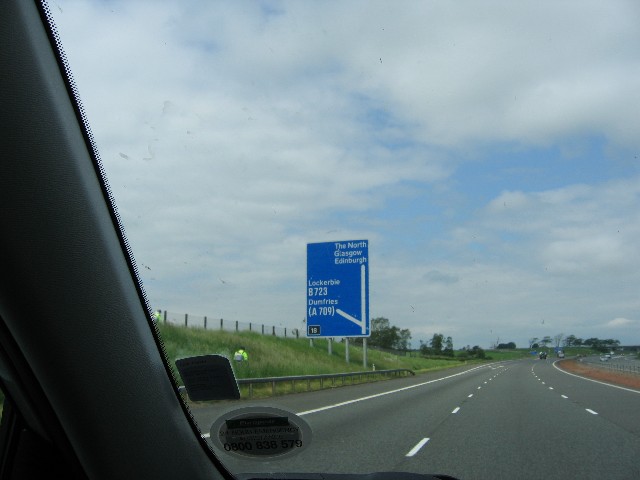 The North
Glasgow
Edinburgh
Lockerbie
B723
Dumfries
(A 709)
18
0800 838 579